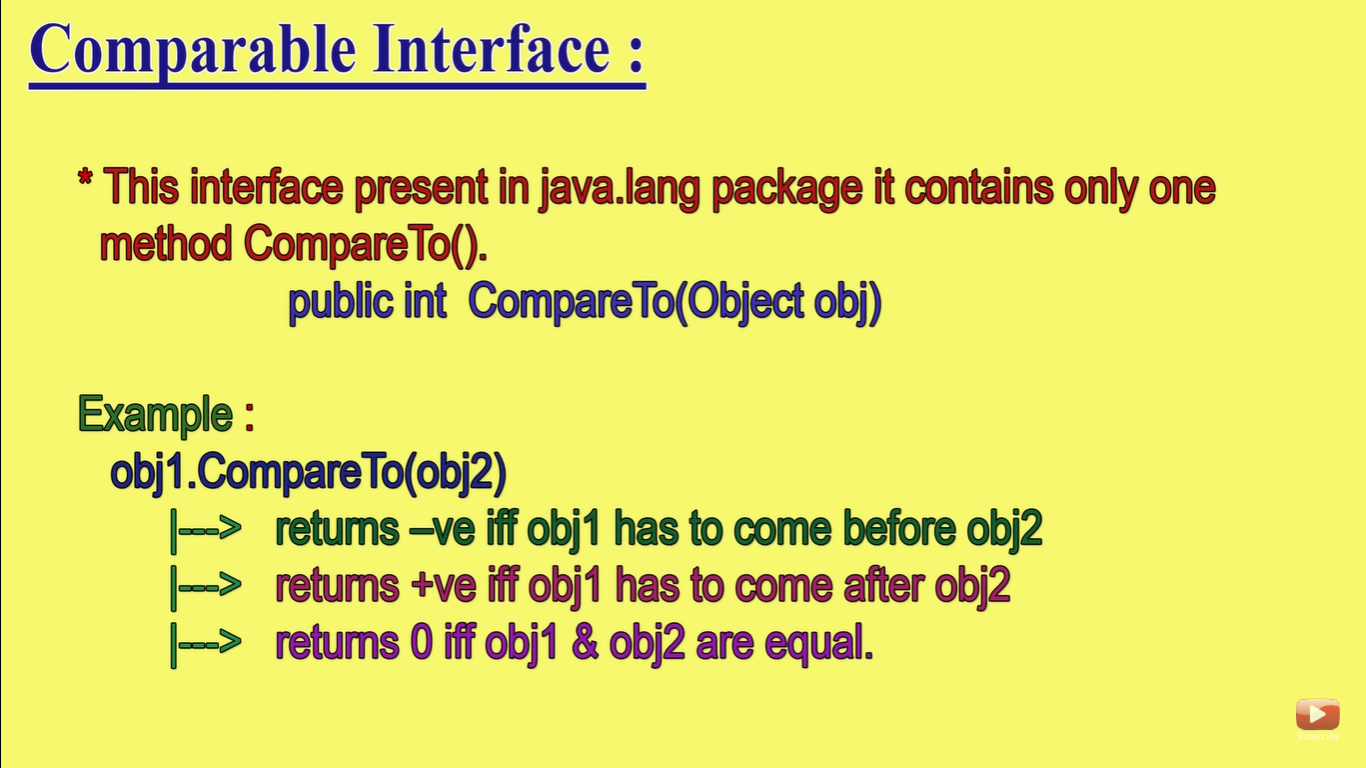 Comparable Interface :
* This interface present in java.lang package it contains only one
method CompareTo().
public int CompareTo(Object obj)
Example :
obj1.CompareTo(obj2)
|---> returns –ve iff obj1 has to come before obj2
|---> returns +ve iff obj1 has to come after obj2
|---> returns 0 iff obj1 & obj2 are equal.
Subscribe